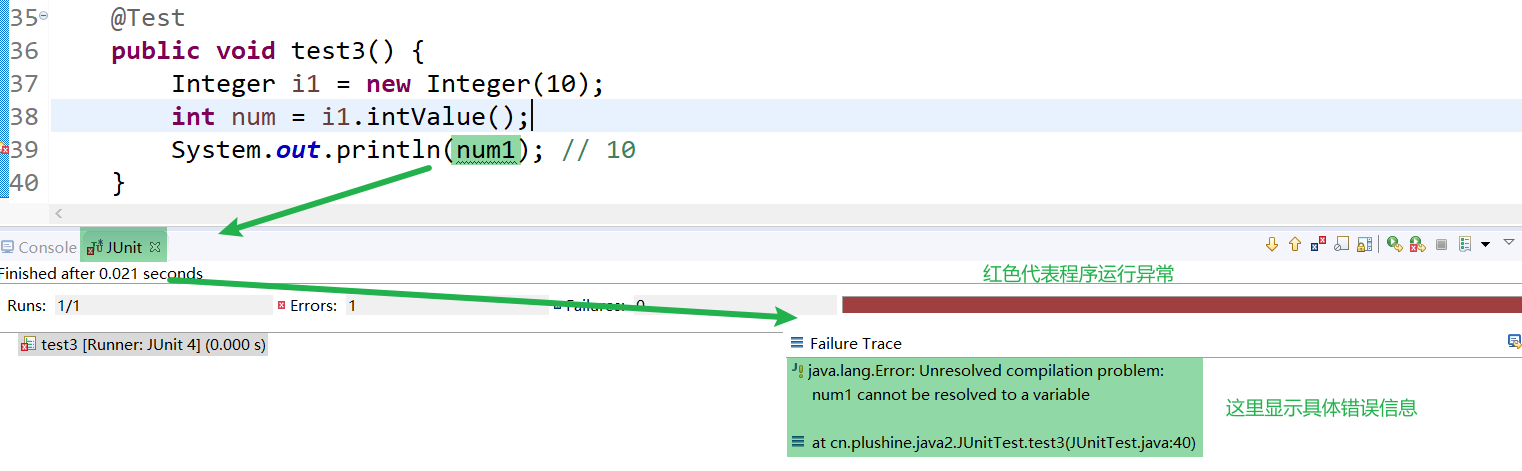 35 @Test
36 public void test3() {
37 Integer i1 = new Integer(10);
38 int num = i1.intValue();
39 System.out.println(num1); // 10
40 }
Console JUnit
Finished after 0.021 seconds
红色代表程序运行异常
Runs: 1/1 Errors: 1 Failures: 0
test3 [Runner: JUnit 4] (0.000 s)
Failure Trace
java.lang.Error: Unresolved compilation problem:
num1 cannot be resolved to a variable
这里显示具体错误信息
at cn.plushine.java2.JUnitTest.test3(JUnitTest.java:40)